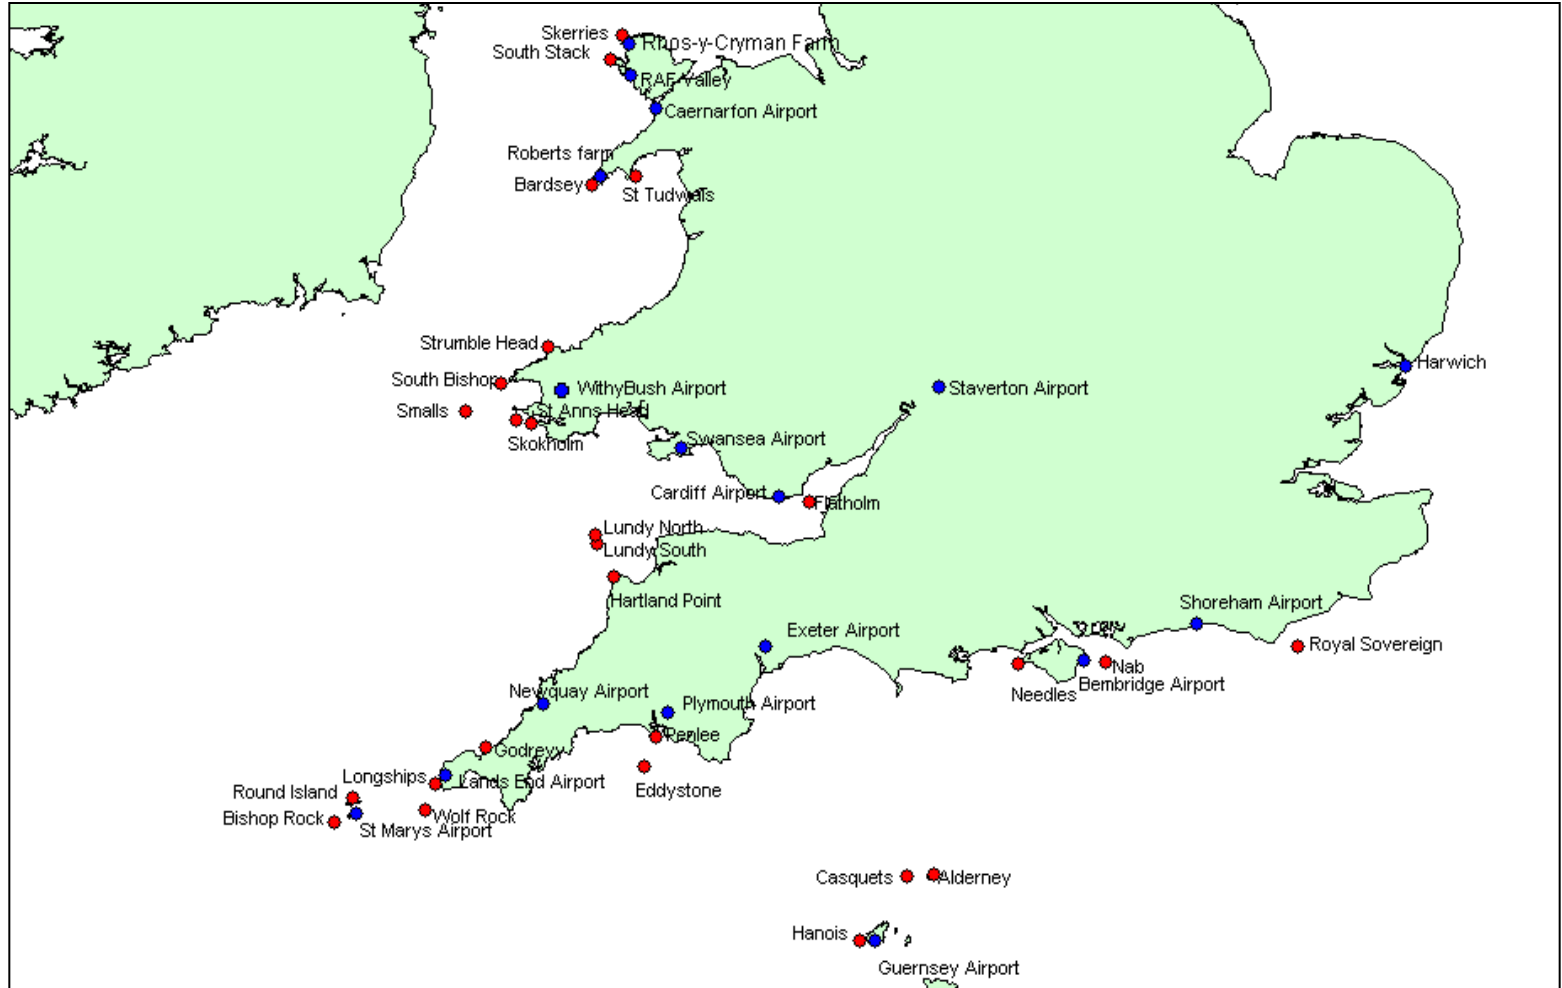 Skerries
Rhos-y-Cryman Farm
South Stack
RAF Valley
Caernarfon Airport
Roberts farm
Bardsey
St Tudwals
Strumble Head
Harwich
South Bishop
WithyBush Airport
Staverton Airport
Smalls
St Anns Head
Skokholm
Swansea Airport
Cardiff Airport
Flatholm
Lundy North
Lundy South
Hartland Point
Shoreham Airport
Exeter Airport
Royal Sovereign
Nab
Bembridge Airport
Needles
Newquay Airport
Plymouth Airport
Penlee
Godrevy
Longships
Lands End Airport
Eddystone
Round Island
Bishop Rock
Wolf Rock
St Marys Airport
Casquets
Alderney
Hanois
Guernsey Airport